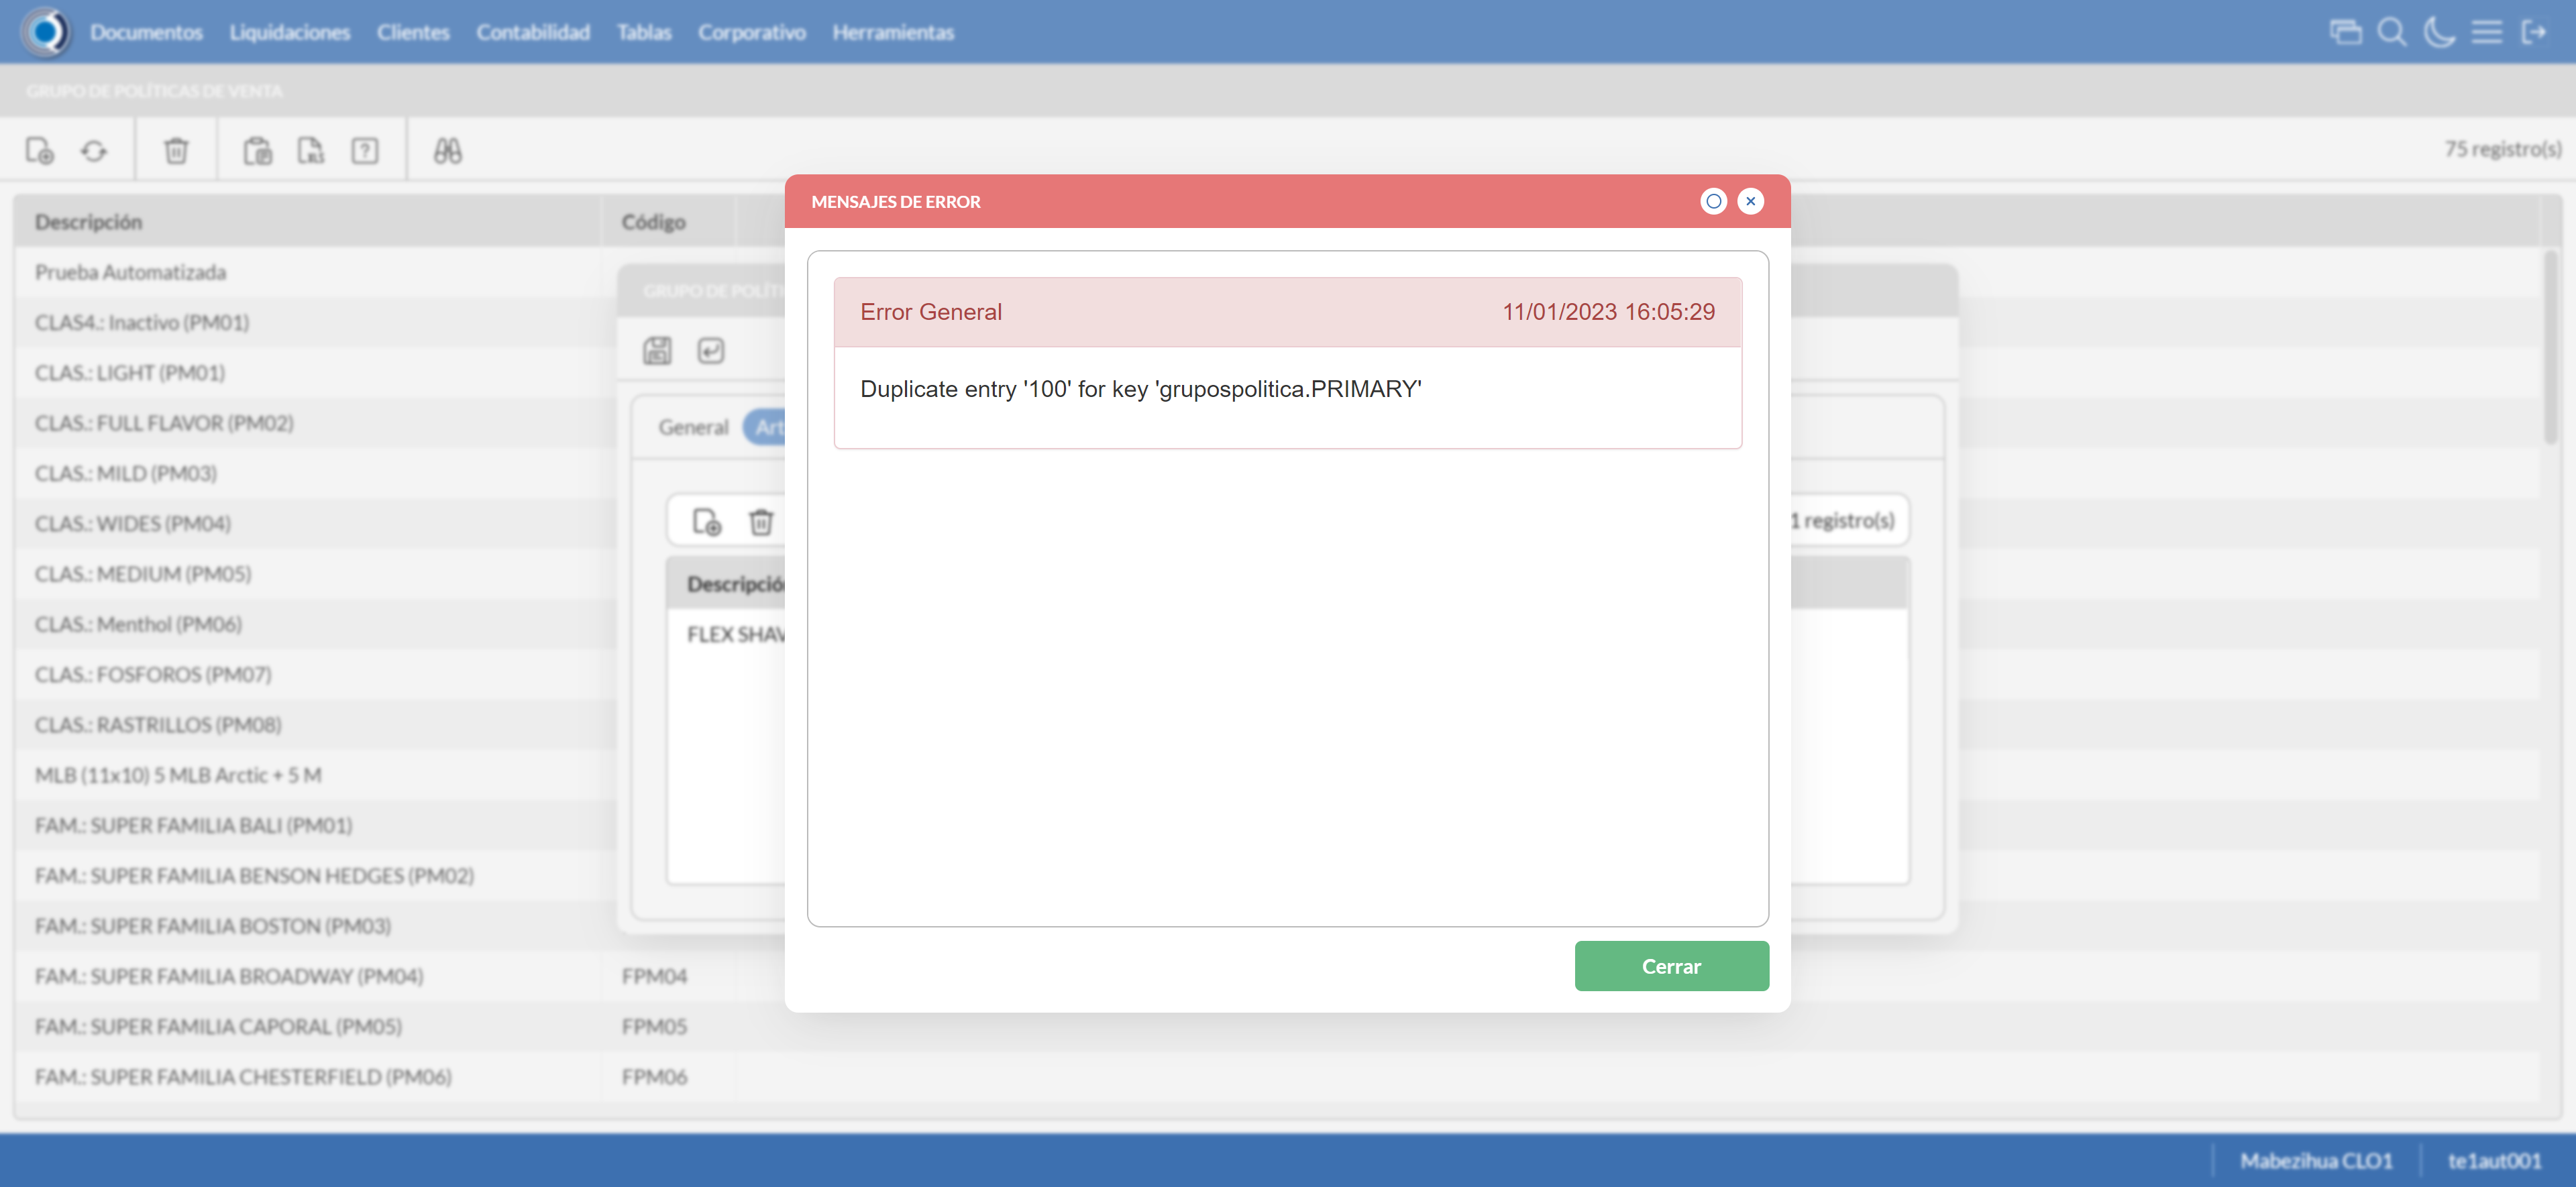 Documentos Liquidaciones Clientes Contabilidad Tablas Corporativo Herramientas
GRUPO DE POLÍTICAS DE VENTA
75 registro(s)
Descripción Código
Prueba Automatizada
CLAS4.: Inactivo (PM01)
CLAS.: LIGHT (PM01)
CLAS.: FULL FLAVOR (PM02)
CLAS.: MILD (PM03)
CLAS.: WIDES (PM04)
CLAS.: MEDIUM (PM05)
CLAS.: Menthol (PM06)
CLAS.: FOSFOROS (PM07)
CLAS.: RASTRILLOS (PM08)
MLB (11x10) 5 MLB Arctic + 5 M
FAM.: SUPER FAMILIA BALI (PM01)
FAM.: SUPER FAMILIA BENSON HEDGES (PM02)
FAM.: SUPER FAMILIA BOSTON (PM03)
FAM.: SUPER FAMILIA BROADWAY (PM04) FPM04
FAM.: SUPER FAMILIA CAPORAL (PM05) FPM05
FAM.: SUPER FAMILIA CHESTERFIELD (PM06) FPM06
GRUPO DE POLÍTI
General Art
1 registro(s)
Descripció
FLEX SHAV
MENSAJES DE ERROR
Error General 11/01/2023 16:05:29
Duplicate entry '100' for key 'grupospolitica.PRIMARY'
Cerrar
Mabezihua CLO1 te1aut001